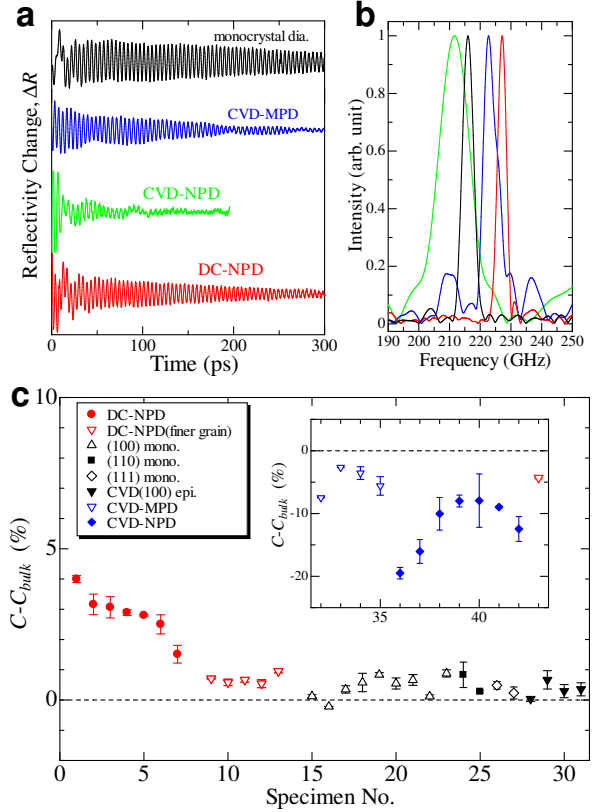 a
Reflectivity Change, ΔR
monocrystal dia.
CVD-MPD
CVD-NPD
DC-NPD
0 100 200 300
Time (ps)
b
Intensity (arb. unit)
1
0.8
0.6
0.4
0.2
0
190 210 220 230 240 250
Frequency (GHz)
c
C-C_bulk (%)
10
5
0
DC-NPD
DC-NPD(finer grain)
(100) mono.
(110) mono.
(111) mono.
CVD(100) epi.
CVD-MPD
CVD-NPD
C-C_bulk (%)
0
-10
-20
35 40
0 5 10 15 20 25 30
Specimen No.